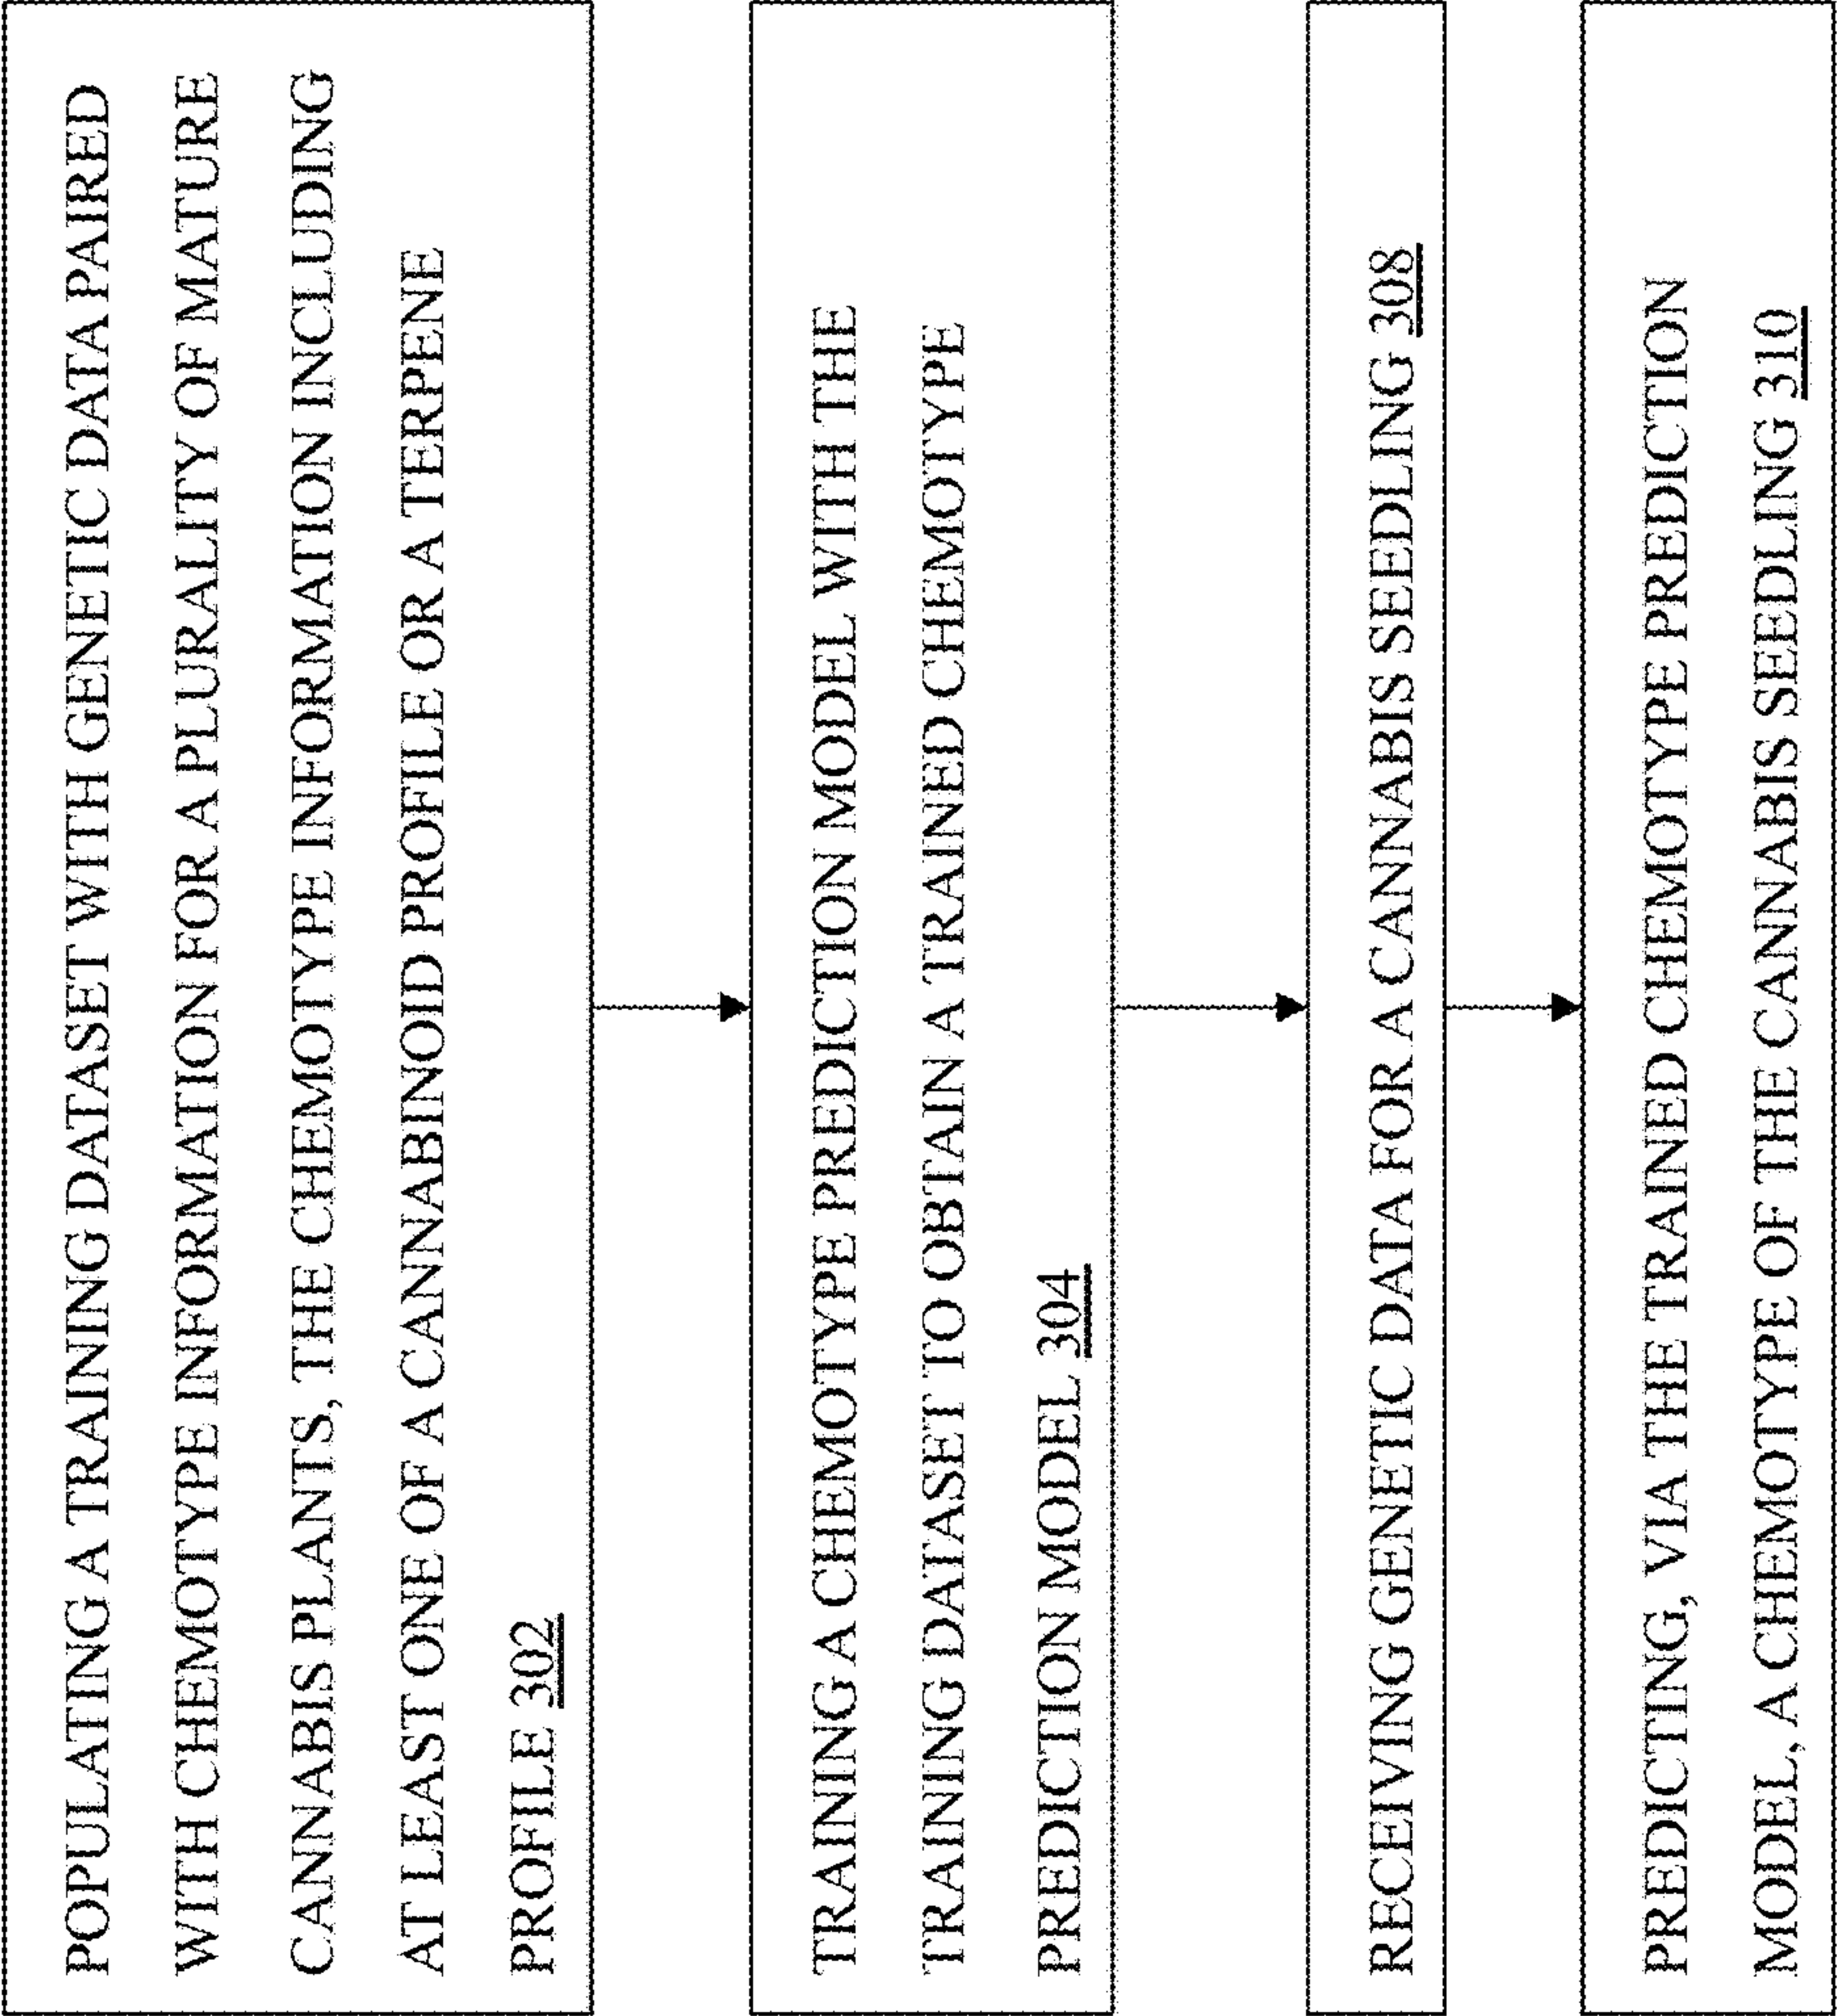 POPULATING A TRAINING DATASET WITH GENETIC DATA PAIRED
WITH CHEMOTYPE INFORMATION FOR A PLURALITY OF MATURE
CANNABIS PLANTS, THE CHEMOTYPE INFORMATION INCLUDING
AT LEAST ONE OF A CANNABINOID PROFILE OR A TERPENE
PROFILE 302
TRAINING A CHEMOTYPE PREDICTION MODEL WITH THE
TRAINING DATASET TO OBTAIN A TRAINED CHEMOTYPE
PREDICTION MODEL 304
RECEIVING GENETIC DATA FOR A CANNABIS SEEDLING 308
PREDICTING, VIA THE TRAINED CHEMOTYPE PREDICTION
MODEL, A CHEMOTYPE OF THE CANNABIS SEEDLING 310